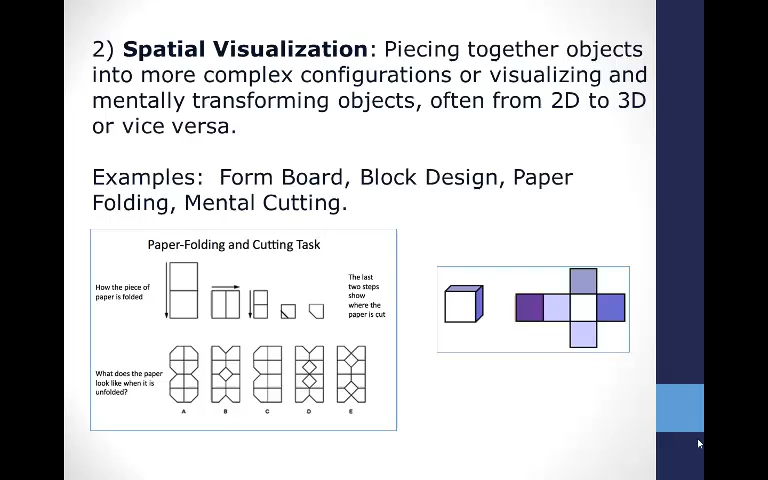 2) Spatial Visualization: Piecing together objects
into more complex configurations or visualizing and
mentally transforming objects, often from 2D to 3D
or vice versa.
Examples:  Form Board, Block Design, Paper
Folding, Mental Cutting.
Paper-Folding and Cutting Task
How the piece of
paper is folded
The last
two steps
show
where the
paper is cut
What does the paper
look like when it is
unfolded?
A B C D E